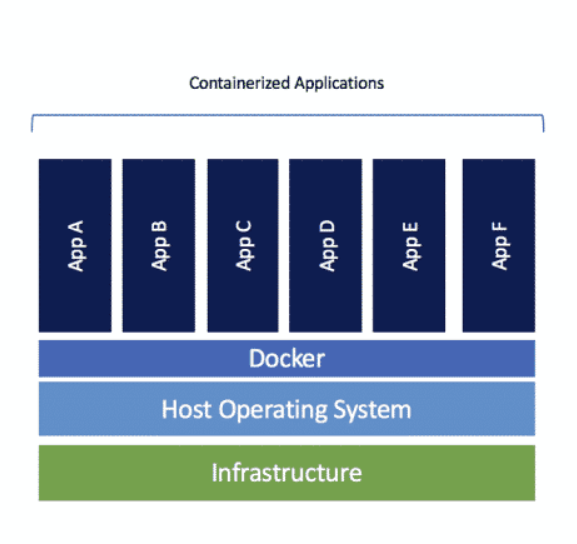 Containerized Applications
App A
App B
App C
App D
App E
App F
Docker
Host Operating System
Infrastructure